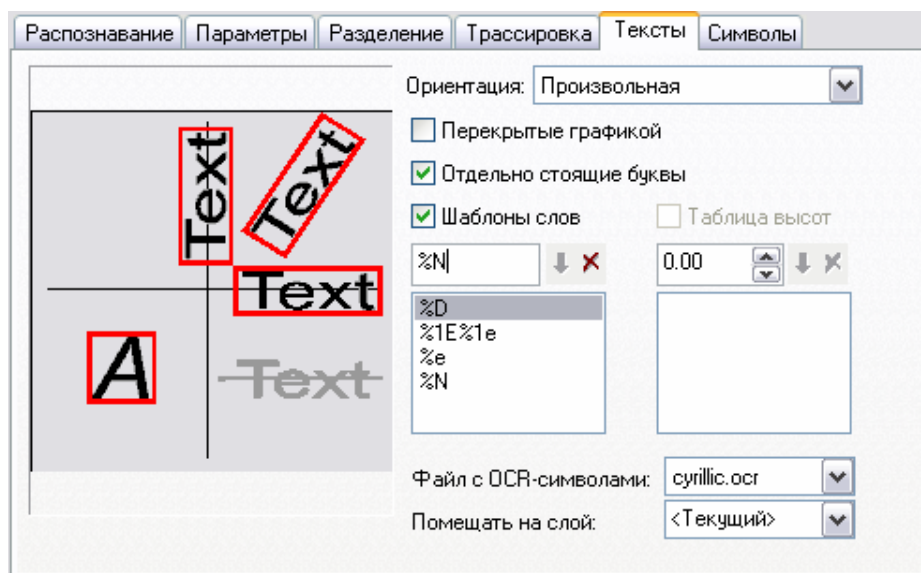 Распознавание Параметры Разделение Трассировка Тексты Символы
Ориентация: Произвольная
Перекрытые графикой
Отдельно стоящие буквы
Шаблоны слов Таблица высот
%N 0.00
%D
%1E%1e
%e
%N
Text
Text
Text
A
Text
Файл с OCR-символами: cyrillic.ocr
Помещать на слой: <Текущий>